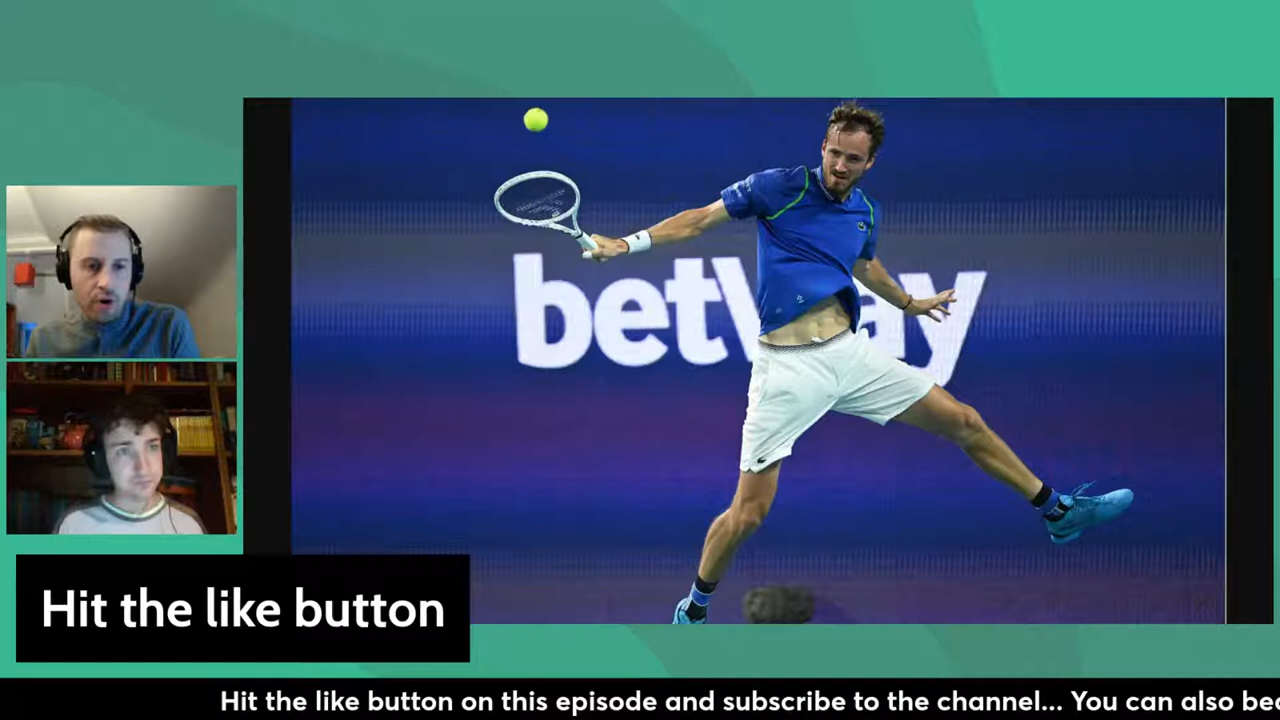 betway
Hit the like button
Hit the like button on this episode and subscribe to the channel... You can also be